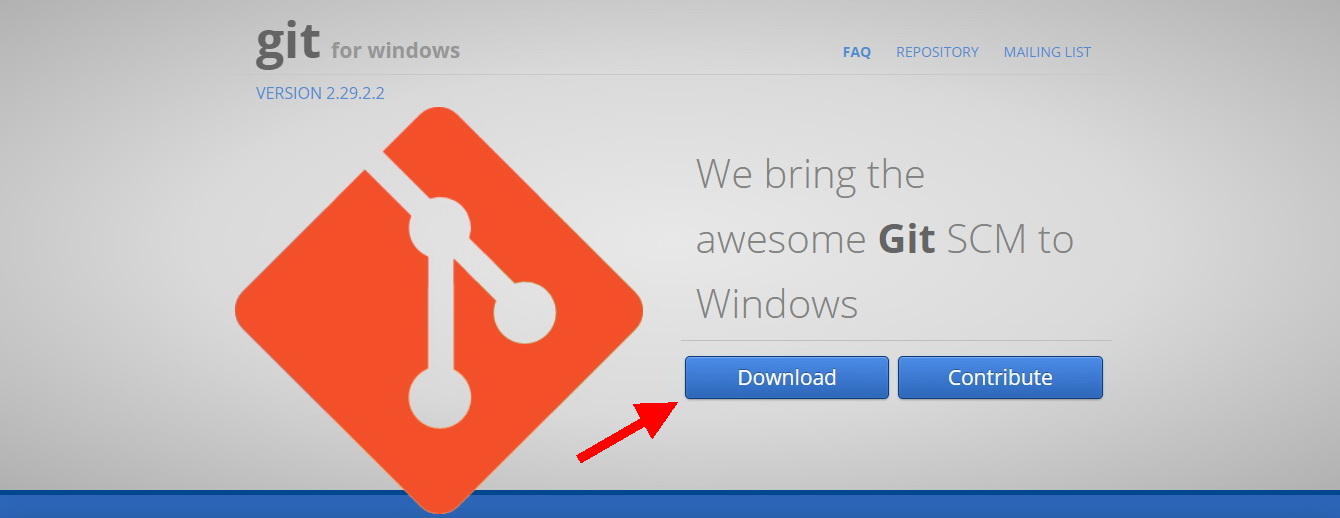 git for windows
FAQ REPOSITORY MAILING LIST
VERSION 2.29.2.2
We bring the
awesome Git SCM to
Windows
Download Contribute